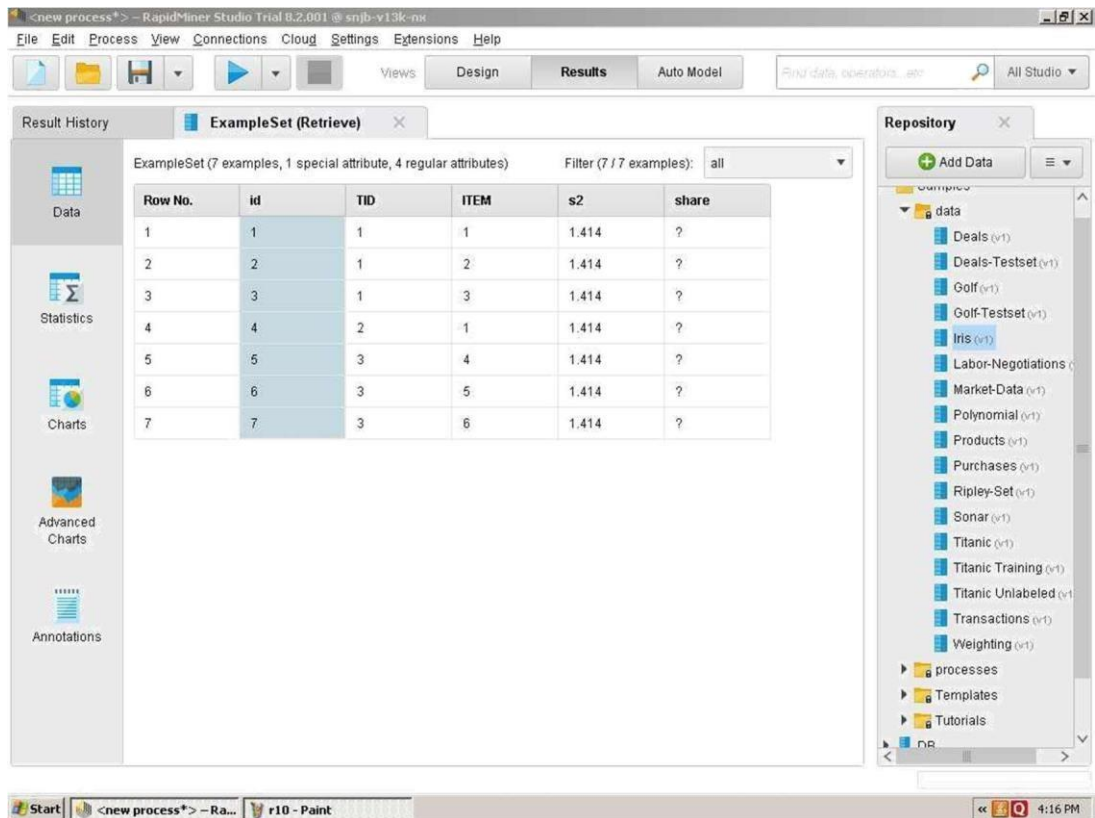 <new process*> – RapidMiner Studio Trial 8.2.001 @ snjb-v13k-nx
File Edit Process View Connections Cloud Settings Extensions Help
Views: Design Results Auto Model Find data, operators...etc All Studio
Result History ExampleSet (Retrieve)
ExampleSet (7 examples, 1 special attribute, 4 regular attributes) Filter (7 / 7 examples): all
Row No. id TID ITEM s2 share
1 1 1 1 1.414 ?
2 2 1 2 1.414 ?
3 3 1 3 1.414 ?
4 4 2 1 1.414 ?
5 5 3 4 1.414 ?
6 6 3 5 1.414 ?
7 7 3 6 1.414 ?
Data
Statistics
Charts
Advanced
Charts
Annotations
Repository
Add Data
Samples
data
Deals (v1)
Deals-Testset (v1)
Golf (v1)
Golf-Testset (v1)
Iris (v1)
Labor-Negotiations (
Market-Data (v1)
Polynomial (v1)
Products (v1)
Purchases (v1)
Ripley-Set (v1)
Sonar (v1)
Titanic (v1)
Titanic Training (v1)
Titanic Unlabeled (v1
Transactions (v1)
Weighting (v1)
processes
Templates
Tutorials
DB
Start <new process*> – Ra... r10 - Paint « Q 4:16 PM